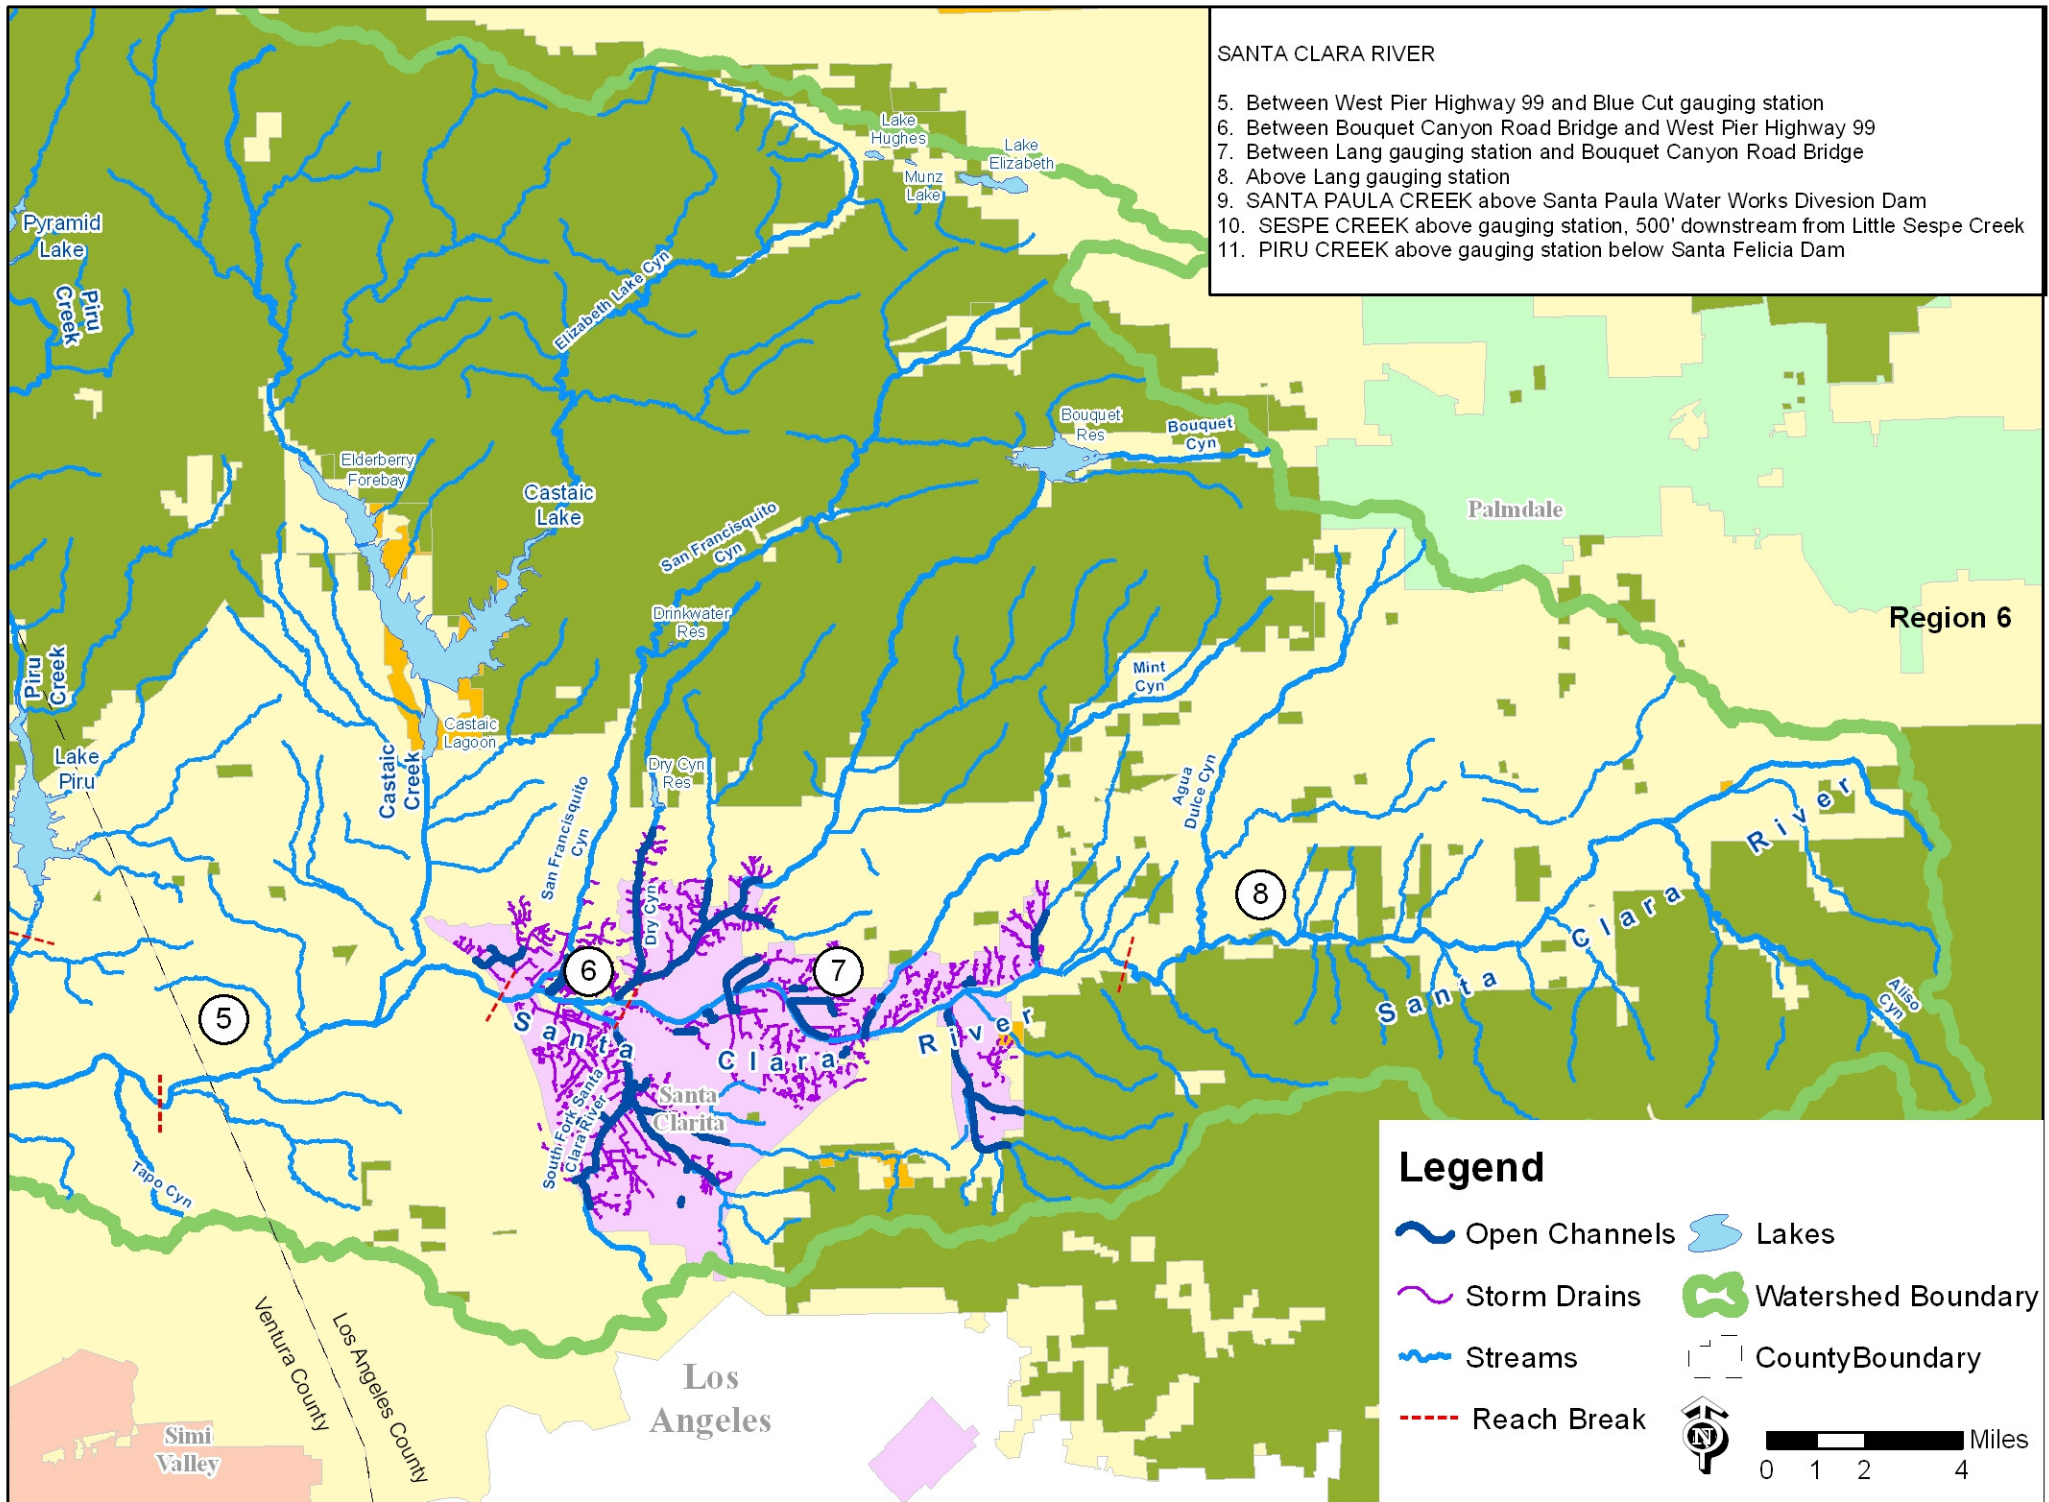 SANTA CLARA RIVER
5. Between West Pier Highway 99 and Blue Cut gauging station
6. Between Bouquet Canyon Road Bridge and West Pier Highway 99
7. Between Lang gauging station and Bouquet Canyon Road Bridge
8. Above Lang gauging station
9. SANTA PAULA CREEK above Santa Paula Water Works Divesion Dam
10. SESPE CREEK above gauging station, 500' downstream from Little Sespe Creek
11. PIRU CREEK above gauging station below Santa Felicia Dam
Lake
Hughes
Lake
Elizabeth
Munz
Lake
Pyramid
Lake
Piru
Creek
Elizabeth Lake Cyn
Bouquet
Res
Bouquet
Cyn
Elderberry
Forebay
Castaic
Lake
San Francisquito
Cyn
Palmdale
Drinkwater
Res
Region 6
Piru
Creek
Mint
Cyn
Castaic
Lagoon
Lake
Piru
Castaic
Creek
Dry Cyn
Res
Agua
Dulce Cyn
San Francisquito
Cyn
Dry Cyn
8
Santa Clara River
6
7
5
Aliso
Cyn
Santa Clara River
Santa
Clarita
South Fork Santa
Clara River
Tapo Cyn
Ventura County
Los Angeles County
Los
Angeles
Simi
Valley
Legend
Open Channels
Lakes
Storm Drains
Watershed Boundary
Streams
CountyBoundary
Reach Break
N
Miles
0 1 2 4